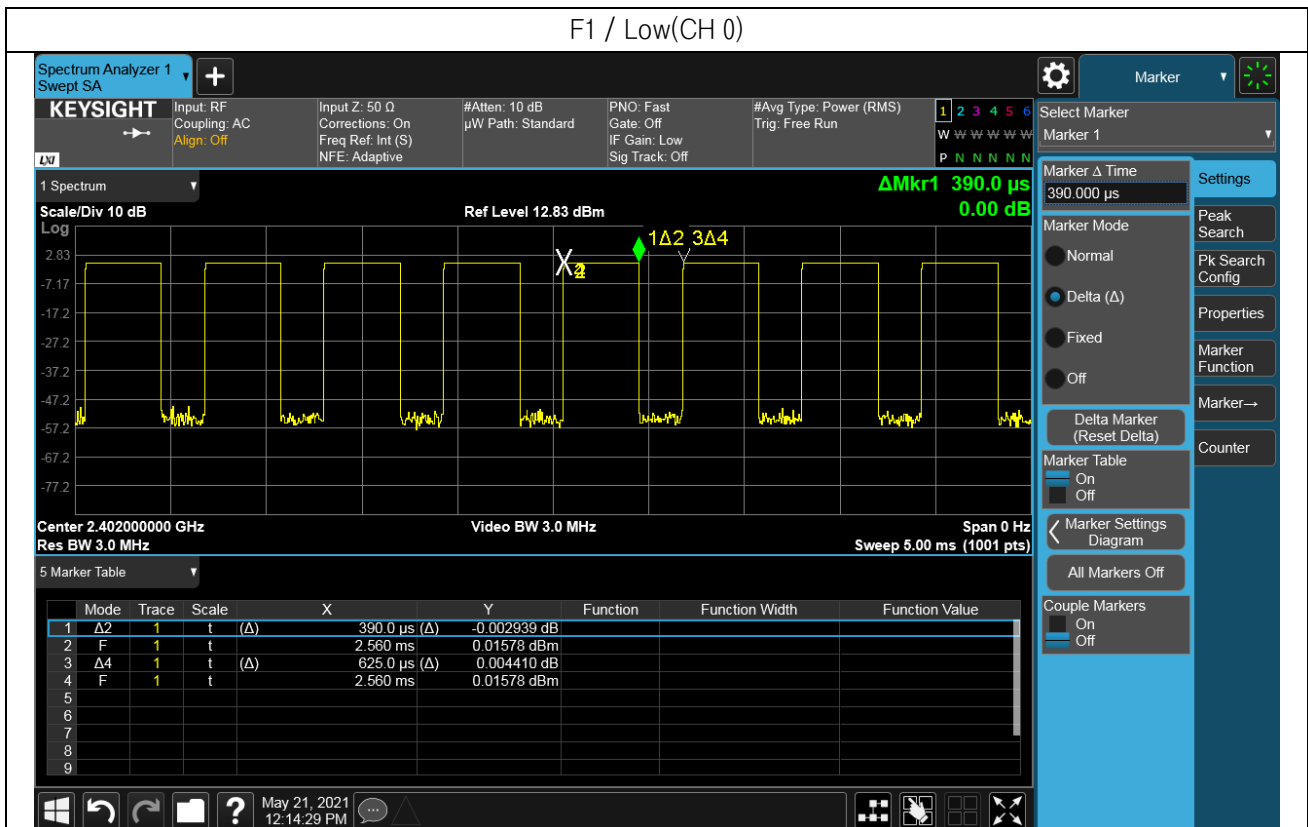 F1 / Low(CH 0)
Spectrum Analyzer 1
Swept SA
Marker
KEYSIGHT
LXI
Input: RF
Coupling: AC
Align: Off
Input Z: 50 Ω
Corrections: On
Freq Ref: Int (S)
NFE: Adaptive
#Atten: 10 dB
µW Path: Standard
PNO: Fast
Gate: Off
IF Gain: Low
Sig Track: Off
#Avg Type: Power (RMS)
Trig: Free Run
1 2 3 4 5 6
W W W W W W
P N N N N N
Select Marker
Marker 1
1 Spectrum
ΔMkr1 390.0 µs
0.00 dB
Scale/Div 10 dB
Ref Level 12.83 dBm
Log
1Δ2 3Δ4
2.83
-7.17
-17.2
-27.2
-37.2
-47.2
-57.2
-67.2
-77.2
Center 2.402000000 GHz
Video BW 3.0 MHz
Span 0 Hz
Res BW 3.0 MHz
Sweep 5.00 ms (1001 pts)
Marker Δ Time
390.000 µs
Marker Mode
Normal
Delta (Δ)
Fixed
Off
Delta Marker
(Reset Delta)
Marker Table
On
Off
Marker Settings
Diagram
All Markers Off
Couple Markers
On
Off
Settings
Peak
Search
Pk Search
Config
Properties
Marker
Function
Marker→
Counter
5 Marker Table
Mode Trace Scale X Y Function Function Width Function Value
1 Δ2 1 t (Δ) 390.0 µs (Δ) -0.002939 dB
2 F 1 t 2.560 ms 0.01578 dBm
3 Δ4 1 t (Δ) 625.0 µs (Δ) 0.004410 dB
4 F 1 t 2.560 ms 0.01578 dBm
5
6
7
8
9
?
May 21, 2021
12:14:29 PM